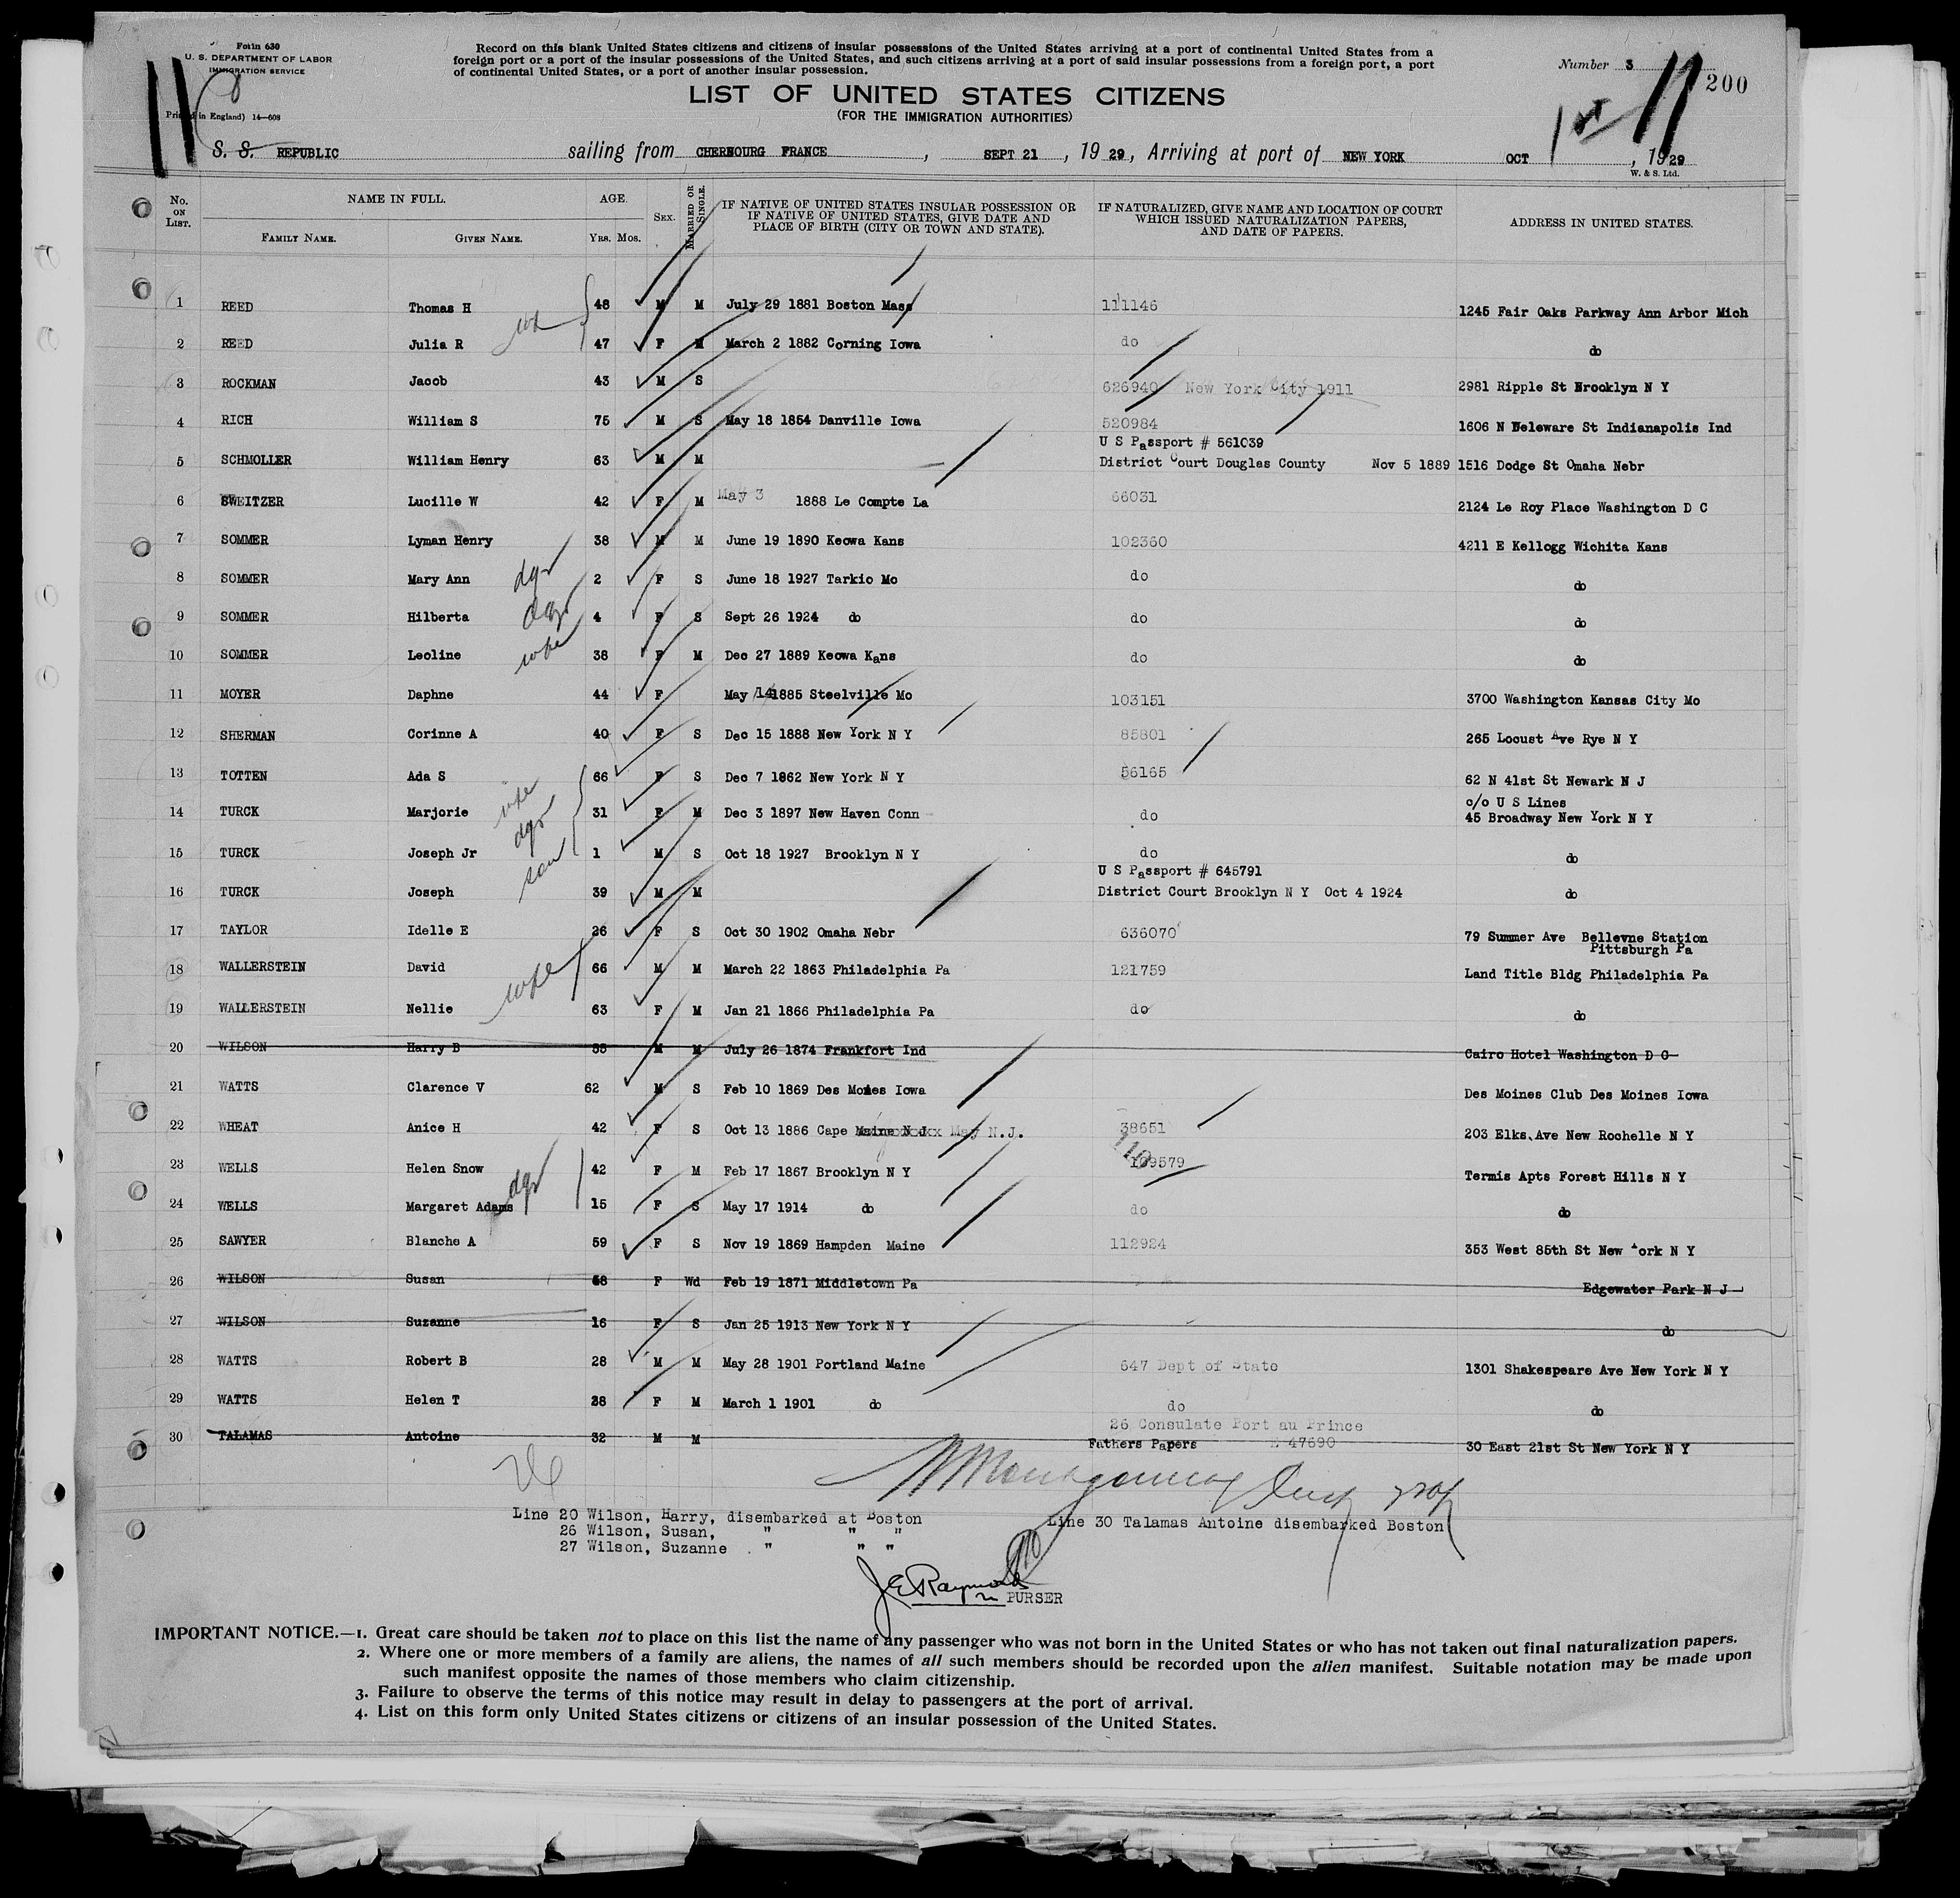 Form 630
U. S. DEPARTMENT OF LABOR
IMMIGRATION SERVICE
(Printed in England) 14—608
Record on this blank United States citizens and citizens of insular possessions of the United States arriving at a port of continental United States from a
foreign port or a port of the insular possessions of the United States, and such citizens arriving at a port of said insular possessions from a foreign port, a port
of continental United States, or a port of another insular possession.
Number 3
200
LIST OF UNITED STATES CITIZENS
(FOR THE IMMIGRATION AUTHORITIES)
1st
S. S. REPUBLIC sailing from CHERBOURG FRANCE, SEPT 21, 1929, Arriving at port of NEW YORK OCT 1, 1929
W. & S. Ltd.
No. ON LIST. NAME IN FULL. FAMILY NAME. GIVEN NAME. AGE. YRS. MOS. SEX. MARRIED OR SINGLE. IF NATIVE OF UNITED STATES INSULAR POSSESSION OR IF NATIVE OF UNITED STATES, GIVE DATE AND PLACE OF BIRTH (CITY OR TOWN AND STATE). IF NATURALIZED, GIVE NAME AND LOCATION OF COURT WHICH ISSUED NATURALIZATION PAPERS, AND DATE OF PAPERS. ADDRESS IN UNITED STATES.
1 REED Thomas H 48 M M July 29 1881 Boston Mass 111146 1245 Fair Oaks Parkway Ann Arbor Mich
2 REED Julia R 47 F M March 2 1882 Corning Iowa do do
3 ROCKMAN Jacob 43 M S 626940 New York City 1911 2981 Ripple St Brooklyn N Y
4 RICH William S 75 M S May 18 1854 Danville Iowa 520984 1606 N Deleware St Indianapolis Ind
U S Passport # 561039
5 SCHMOLLER William Henry 63 M M District Court Douglas County Nov 5 1889 1516 Dodge St Omaha Nebr
6 SWEITZER Lucille W 42 F M May 3 1888 Le Compte La 66031 2124 Le Roy Place Washington D C
7 SOMMER Lyman Henry 38 M M June 19 1890 Keowa Kans 102360 4211 E Kellogg Wichita Kans
8 SOMMER Mary Ann dgr 2 F S June 18 1927 Tarkio Mo do do
9 SOMMER Hilberta dgr 4 F S Sept 26 1924 do do do
10 SOMMER Leoline wfe 38 F M Dec 27 1889 Keowa Kans do do
11 MOYER Daphne 44 F May 14 1885 Steelville Mo 103151 3700 Washington Kansas City Mo
12 SHERMAN Corinne A 40 F S Dec 15 1888 New York N Y 85801 265 Locust Ave Rye N Y
13 TOTTEN Ada S 66 F S Dec 7 1862 New York N Y 56165 62 N 41st St Newark N J
c/o U S Lines
14 TURCK Marjorie wfe 31 F M Dec 3 1897 New Haven Conn do 45 Broadway New York N Y
dgr
15 TURCK Joseph Jr son 1 M S Oct 18 1927 Brooklyn N Y do do
U S Passport # 645791
16 TURCK Joseph 39 M M District Court Brooklyn N Y Oct 4 1924 do
17 TAYLOR Idelle E 26 F S Oct 30 1902 Omaha Nebr 636070 79 Summer Ave Bellevne Station
Pittsburgh Pa
18 WALLERSTEIN David 66 M M March 22 1863 Philadelphia Pa 121759 Land Title Bldg Philadelphia Pa
19 WALLERSTEIN Nellie wfe 63 F M Jan 21 1866 Philadelphia Pa do do
20 WILSON Harry B 55 M M July 26 1874 Frankfort Ind Cairo Hotel Washington D C
21 WATTS Clarence V 62 M S Feb 10 1869 Des Moines Iowa Des Moines Club Des Moines Iowa
22 WHEAT Anice H 42 F S Oct 13 1886 Cape May N.J. 38651 203 Elks Ave New Rochelle N Y
23 WELLS Helen Snow 42 F M Feb 17 1867 Brooklyn N Y 110 109579 Termis Apts Forest Hills N Y
24 WELLS Margaret Adams dgr 15 F S May 17 1914 do do do
25 SAWYER Blanche A 59 F S Nov 19 1869 Hampden Maine 112924 353 West 85th St New York N Y
26 WILSON Susan 58 F Wd Feb 19 1871 Middletown Pa Edgewater Park N J
27 WILSON Suzanne 16 F S Jan 25 1913 New York N Y do
28 WATTS Robert B 28 M M May 28 1901 Portland Maine 647 Dept of State 1301 Shakespeare Ave New York N Y
29 WATTS Helen T 28 F M March 1 1901 do do do
26 Consulate Port au Prince
30 TALAMAS Antoine 32 M M Fathers Papers E 47690 30 East 21st St New York N Y
26
Line 20 Wilson, Harry, disembarked at Boston
26 Wilson, Susan, " " "
27 Wilson, Suzanne . " " "
Line 30 Talamas Antoine disembarked Boston
J E Raymond
PURSER
IMPORTANT NOTICE.—1. Great care should be taken not to place on this list the name of any passenger who was not born in the United States or who has not taken out final naturalization papers.
2. Where one or more members of a family are aliens, the names of all such members should be recorded upon the alien manifest. Suitable notation may be made upon
such manifest opposite the names of those members who claim citizenship.
3. Failure to observe the terms of this notice may result in delay to passengers at the port of arrival.
4. List on this form only United States citizens or citizens of an insular possession of the United States.